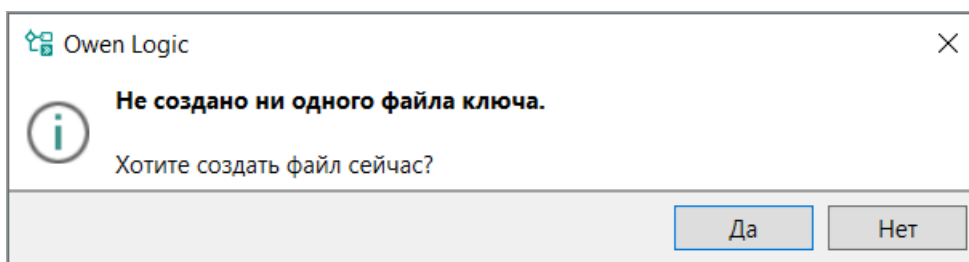 Owen Logic
Не создано ни одного файла ключа.
Хотите создать файл сейчас?
Да
Нет